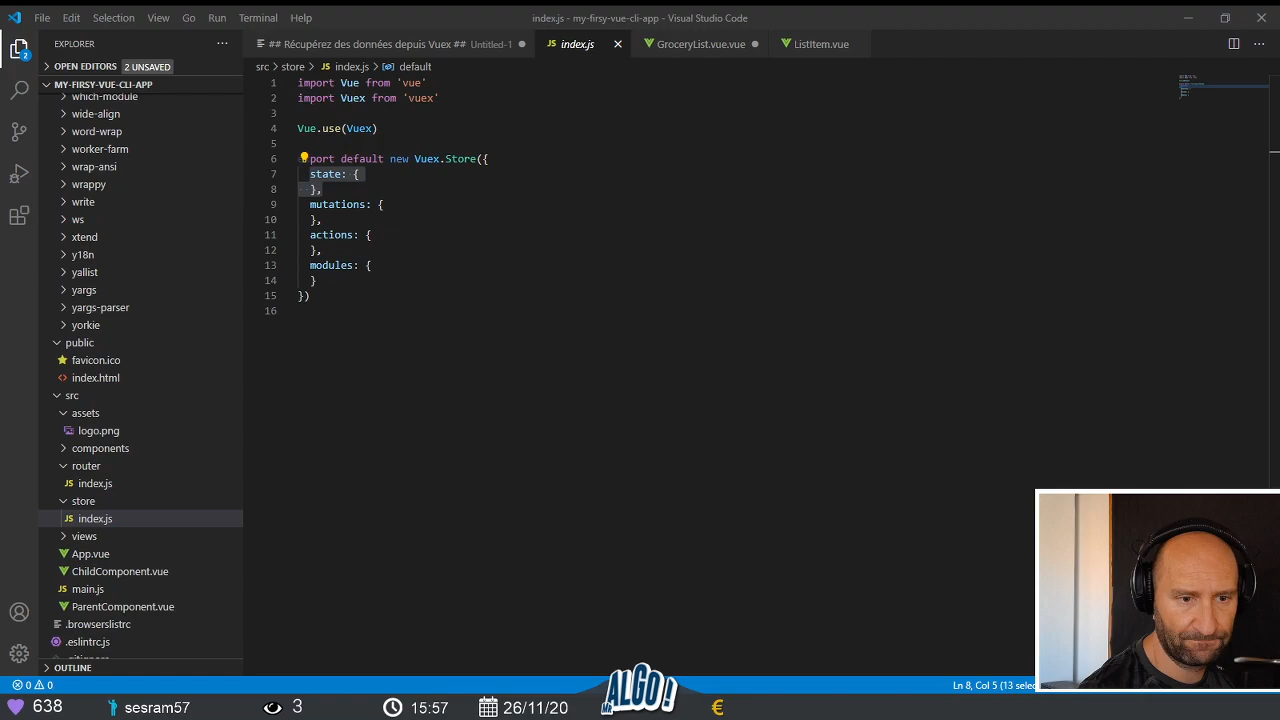 File Edit Selection View Go Run Terminal Help
index.js - my-firsy-vue-cli-app - Visual Studio Code
EXPLORER
## Récupérez des données depuis Vuex ## Untitled-1
index.js
GroceryList.vue.vue
ListItem.vue
OPEN EDITORS 2 UNSAVED
src > store > index.js > default
MY-FIRSY-VUE-CLI-APP
which-module
wide-align
word-wrap
worker-farm
wrap-ansi
wrappy
write
ws
xtend
y18n
yallist
yargs
yargs-parser
yorkie
public
favicon.ico
index.html
src
assets
logo.png
components
router
index.js
store
index.js
views
App.vue
ChildComponent.vue
main.js
ParentComponent.vue
.browserslistrc
.eslintrc.js
OUTLINE
2
1 import Vue from 'vue'
2 import Vuex from 'vuex'
3
4 Vue.use(Vuex)
5
6 port default new Vuex.Store({
7 state: {
8 },
9 mutations: {
10 },
11 actions: {
12 },
13 modules: {
14 }
15 })
16
0 0
Ln 8, Col 5 (13 selec
638 sesram57 3 15:57 26/11/20 Mr ALGO! €